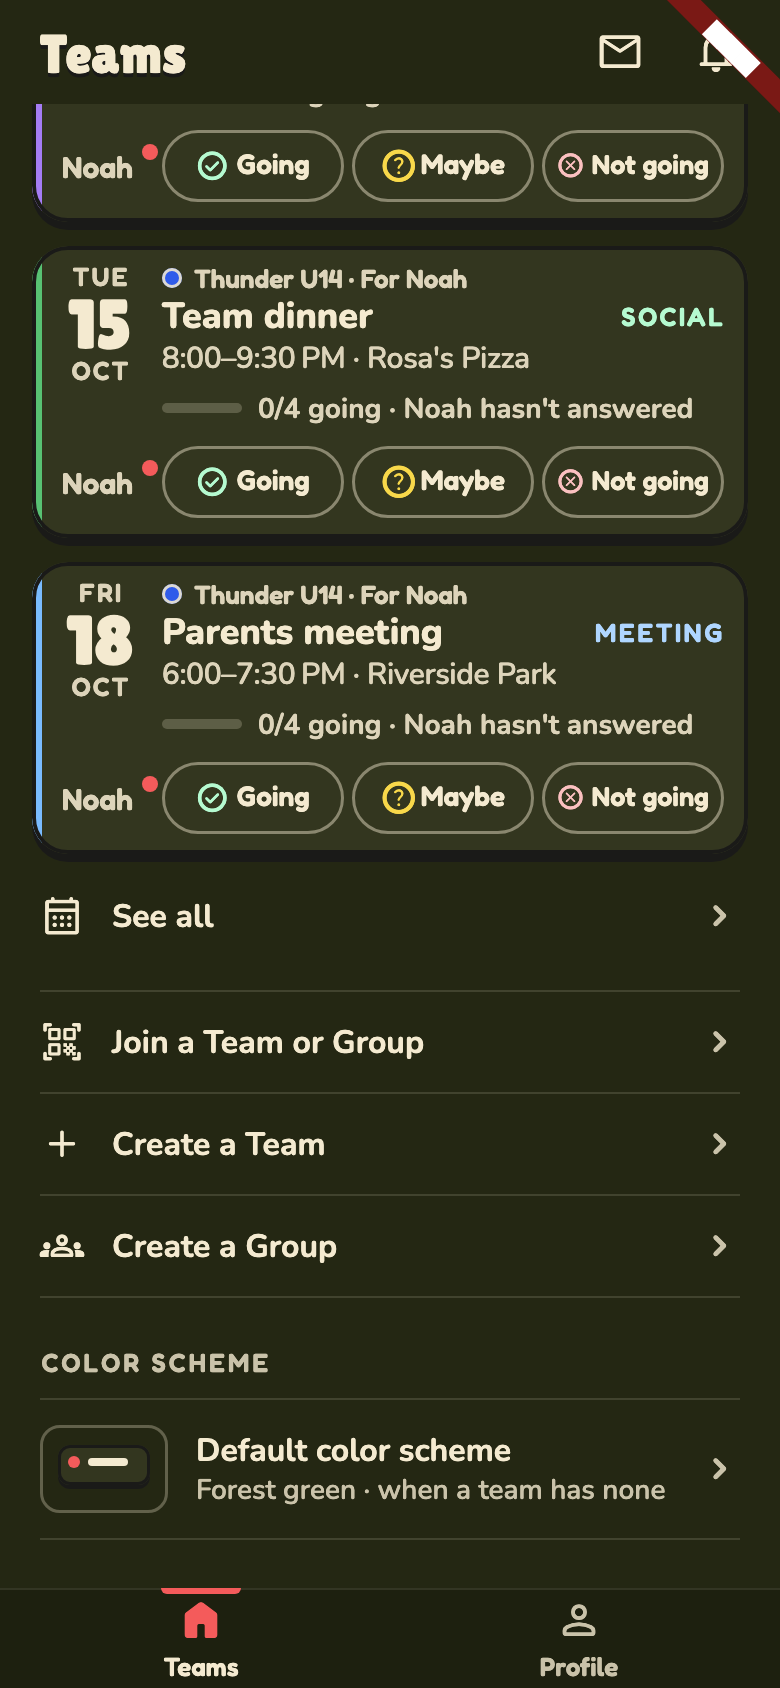 Teams
Noah
Going
Maybe
Not going
TUE
15
OCT
Thunder U14 · For Noah
Team dinner
SOCIAL
8:00–9:30 PM · Rosa's Pizza
0/4 going · Noah hasn't answered
Noah
Going
Maybe
Not going
FRI
18
OCT
Thunder U14 · For Noah
Parents meeting
MEETING
6:00–7:30 PM · Riverside Park
0/4 going · Noah hasn't answered
Noah
Going
Maybe
Not going
See all
Join a Team or Group
Create a Team
Create a Group
COLOR SCHEME
Default color scheme
Forest green · when a team has none
Teams
Profile